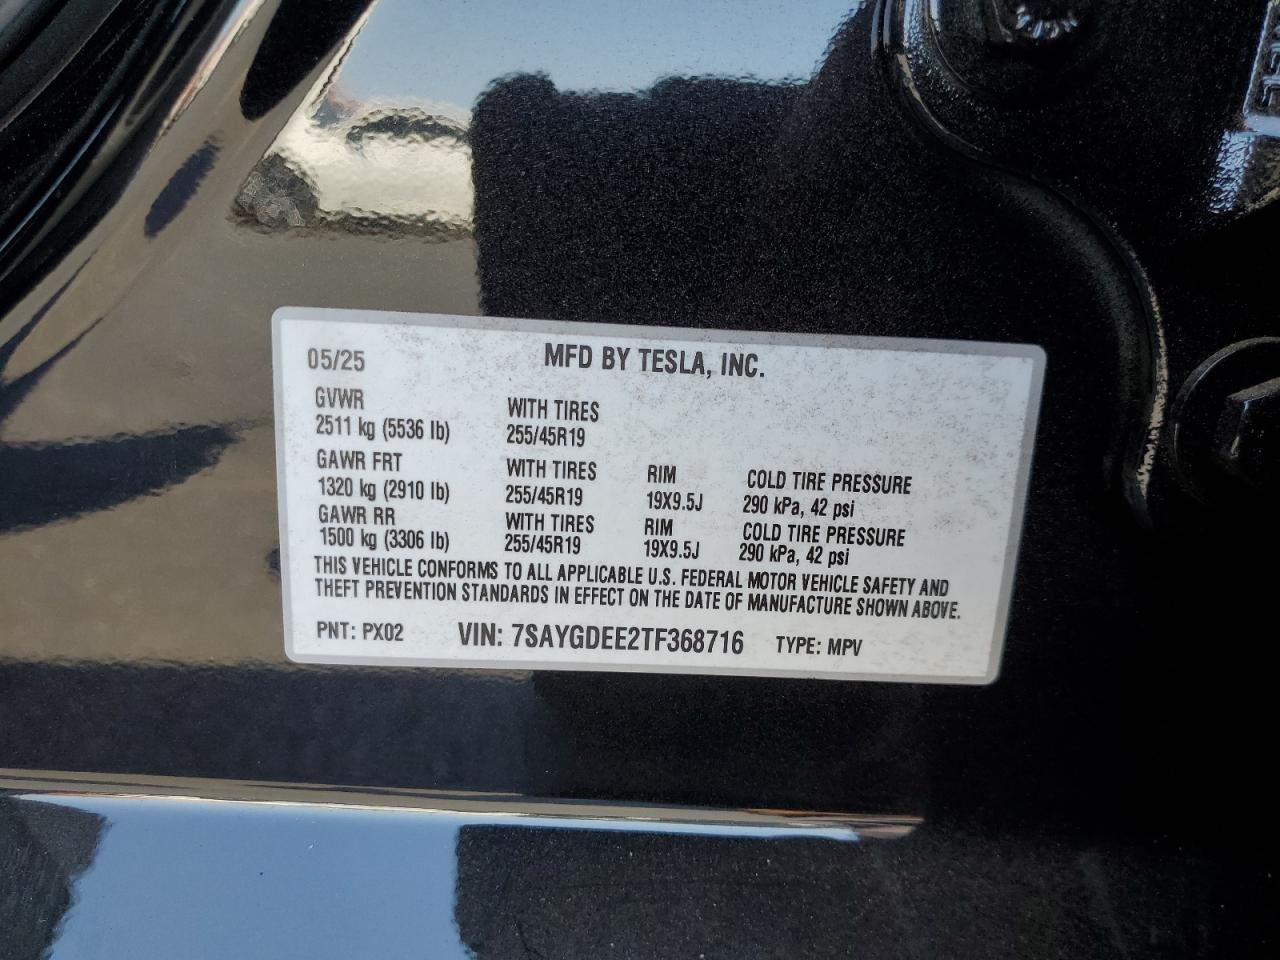 05/25 MFD BY TESLA, INC.
GVWR WITH TIRES
2511 kg (5536 lb) 255/45R19
GAWR FRT WITH TIRES RIM COLD TIRE PRESSURE
1320 kg (2910 lb) 255/45R19 19X9.5J 290 kPa, 42 psi
GAWR RR WITH TIRES RIM COLD TIRE PRESSURE
1500 kg (3306 lb) 255/45R19 19X9.5J 290 kPa, 42 psi
THIS VEHICLE CONFORMS TO ALL APPLICABLE U.S. FEDERAL MOTOR VEHICLE SAFETY AND
THEFT PREVENTION STANDARDS IN EFFECT ON THE DATE OF MANUFACTURE SHOWN ABOVE.
PNT: PX02 VIN: 7SAYGDEE2TF368716 TYPE: MPV